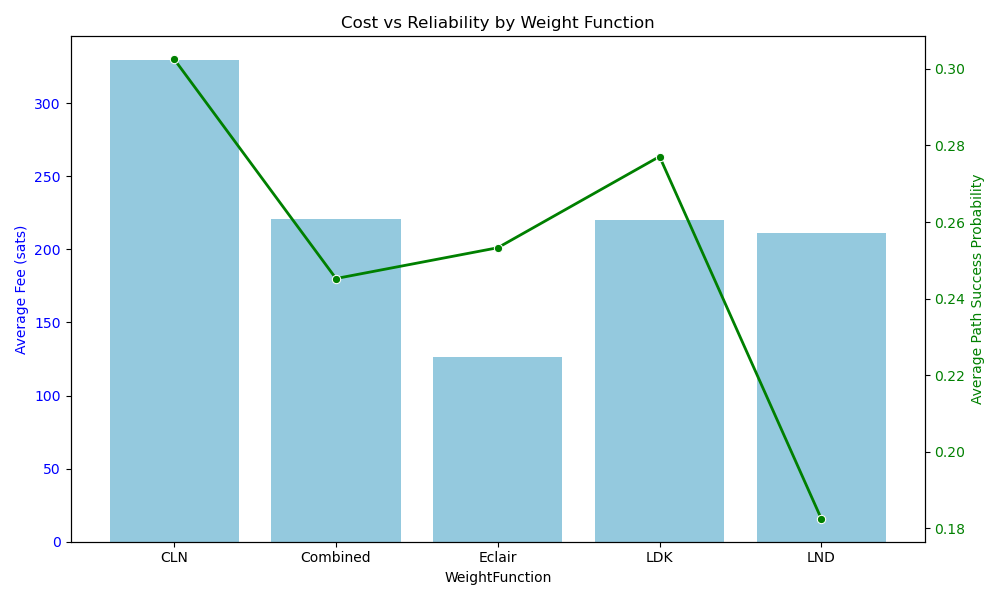 Cost vs Reliability by Weight Function
Average Fee (sats)
300
250
200
150
100
50
0
0.30
0.28
0.26
0.24
0.22
0.20
0.18
Average Path Success Probability
CLN Combined Eclair LDK LND
WeightFunction